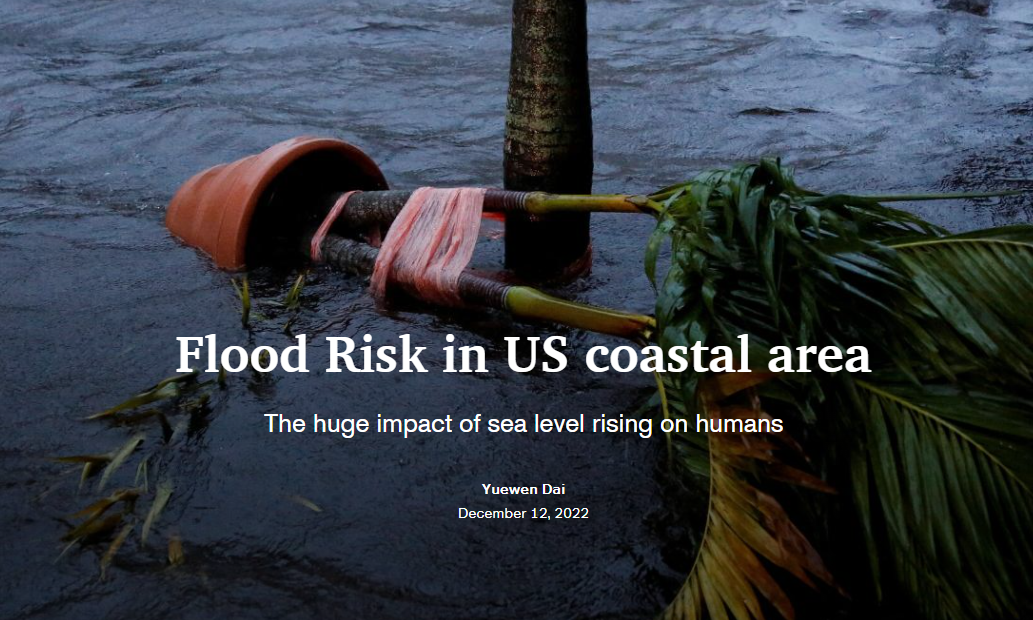 Flood Risk in US coastal area
The huge impact of sea level rising on humans
Yuewen Dai
December 12, 2022